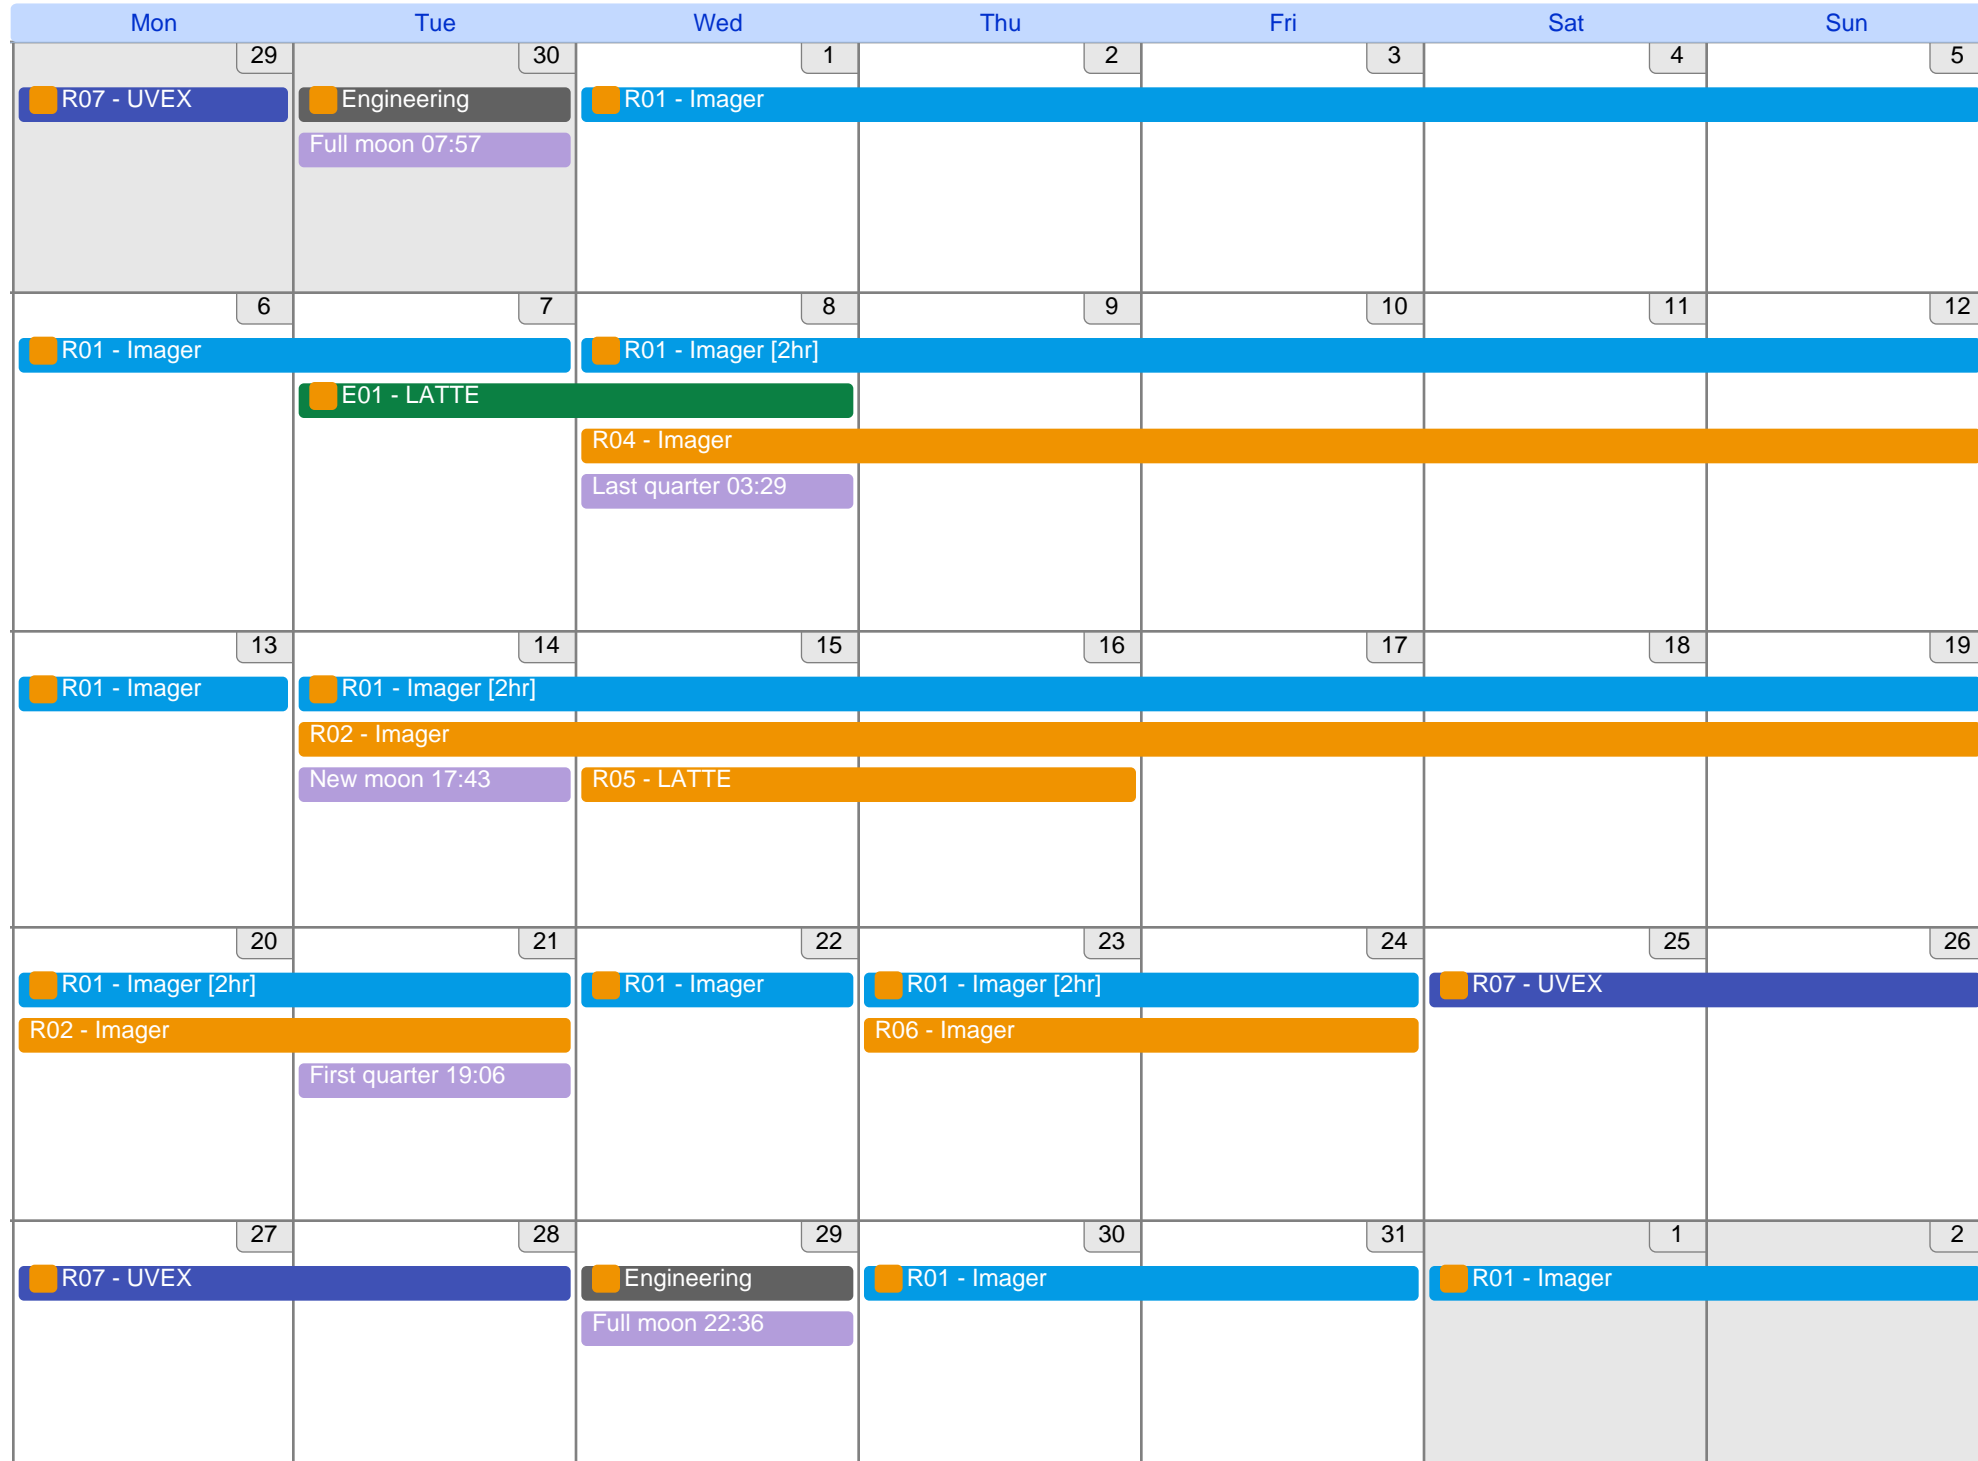 Mon Tue Wed Thu Fri Sat Sun
29 30 1 2 3 4 5
R07 - UVEX Engineering R01 - Imager
Full moon 07:57
6 7 8 9 10 11 12
R01 - Imager R01 - Imager [2hr]
E01 - LATTE
R04 - Imager
Last quarter 03:29
13 14 15 16 17 18 19
R01 - Imager R01 - Imager [2hr]
R02 - Imager
New moon 17:43 R05 - LATTE
20 21 22 23 24 25 26
R01 - Imager [2hr] R01 - Imager R01 - Imager [2hr] R07 - UVEX
R02 - Imager R06 - Imager
First quarter 19:06
27 28 29 30 31 1 2
R07 - UVEX Engineering R01 - Imager R01 - Imager
Full moon 22:36